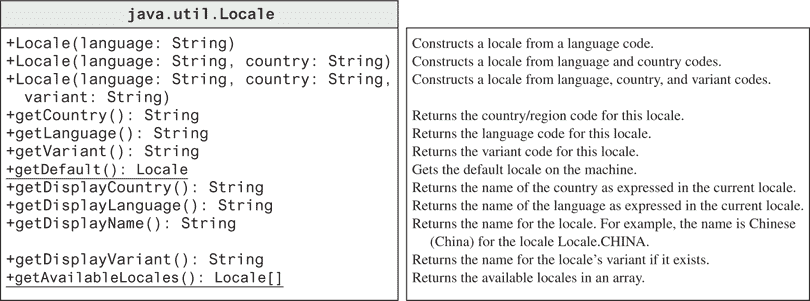 java.util.Locale
+Locale(language: String)
Constructs a locale from a language code.
+Locale(language: String, country: String)
Constructs a locale from language and country codes.
+Locale(language: String, country: String,
Constructs a locale from language, country, and variant codes.
variant: String)
+getCountry(): String
Returns the country/region code for this locale.
+getLanguage(): String
Returns the language code for this locale.
+getVariant(): String
Returns the variant code for this locale.
+getDefault(): Locale
Gets the default locale on the machine.
+getDisplayCountry(): String
Returns the name of the country as expressed in the current locale.
+getDisplayLanguage(): String
Returns the name of the language as expressed in the current locale.
+getDisplayName(): String
Returns the name for the locale. For example, the name is Chinese
(China) for the locale Locale.CHINA.
+getDisplayVariant(): String
Returns the name for the locale's variant if it exists.
+getAvailableLocales(): Locale[]
Returns the available locales in an array.